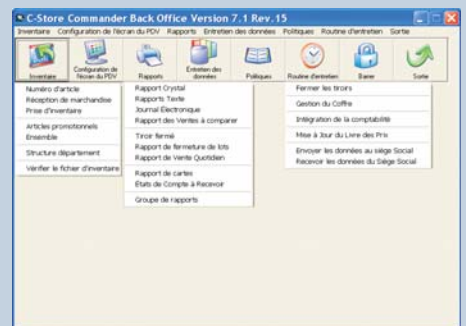 C-Store Commander Back Office Version 7.1 Rev.15
Inventaire Configuration de l'écran du PDV Rapports Entretien des données Politiques Routine d'entretien Sortie
Inventaire
Configuration de
l'écran du PDV
Rapports
Entretien des
données
Politiques
Routine d'entretien
Barrer
Sortie
Numéro d'article
Réception de marchandise
Prise d'inventaire
Articles promotionnels
Ensemble
Structure département
Vérifier le fichier d'inventaire
Rapport Crystal
Rapports Texte
Journal Électronique
Rapport des Ventes à comparer
Tiroir fermé
Rapport de fermeture de lots
Rapport de Vente Quotidien
Rapport de cartes
États de Compte à Recevoir
Groupe de rapports
Fermer les tiroirs
Gestion du Coffre
Intégration de la comptabilité
Mise à Jour du Livre des Prix
Envoyer les données au siège Social
Recevoir les données du Siège Social